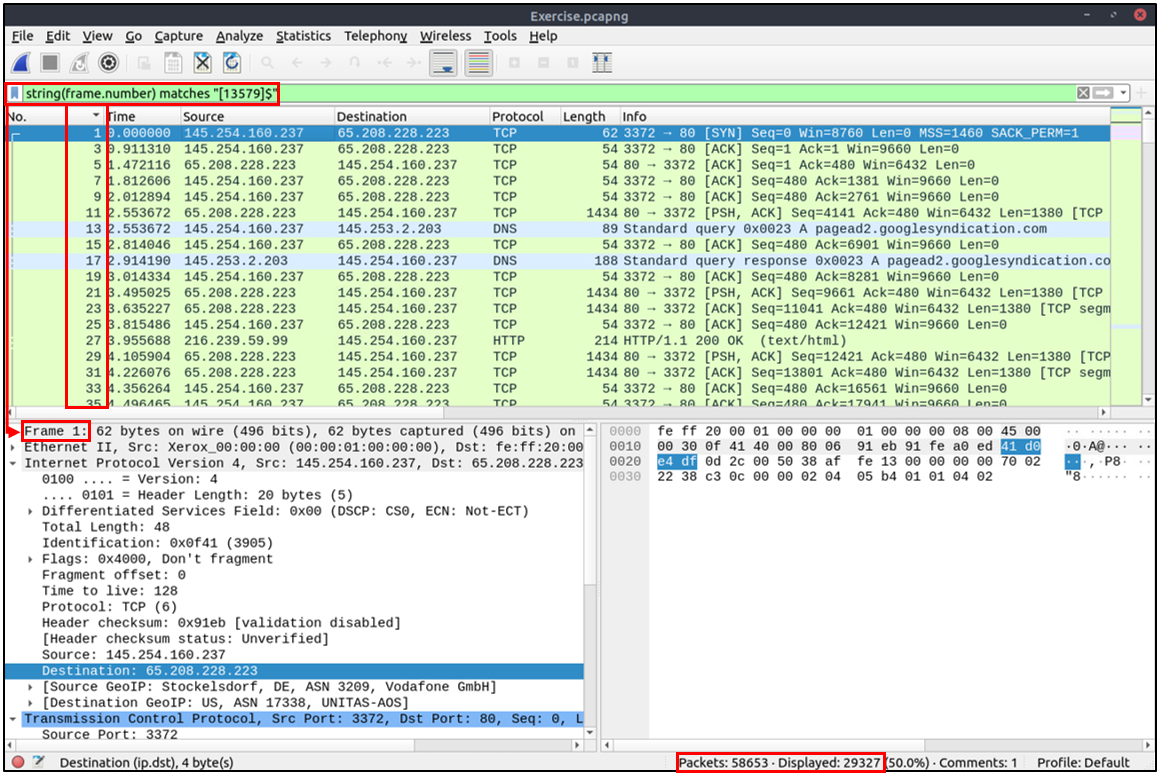 Exercise.pcapng
File Edit View Go Capture Analyze Statistics Telephony Wireless Tools Help
string(frame.number) matches "[13579]$"
No. Time Source Destination Protocol Length Info
1 0.000000 145.254.160.237 65.208.228.223 TCP 62 3372 → 80 [SYN] Seq=0 Win=8760 Len=0 MSS=1460 SACK_PERM=1
3 0.911310 145.254.160.237 65.208.228.223 TCP 54 3372 → 80 [ACK] Seq=1 Ack=1 Win=9660 Len=0
5 1.472116 65.208.228.223 145.254.160.237 TCP 54 80 → 3372 [ACK] Seq=1 Ack=480 Win=6432 Len=0
7 1.812606 145.254.160.237 65.208.228.223 TCP 54 3372 → 80 [ACK] Seq=480 Ack=1381 Win=9660 Len=0
9 2.012894 145.254.160.237 65.208.228.223 TCP 54 3372 → 80 [ACK] Seq=480 Ack=2761 Win=9660 Len=0
11 2.553672 65.208.228.223 145.254.160.237 TCP 1434 80 → 3372 [PSH, ACK] Seq=4141 Ack=480 Win=6432 Len=1380 [TCP
13 2.553672 145.254.160.237 145.253.2.203 DNS 89 Standard query 0x0023 A pagead2.googlesyndication.com
15 2.814046 145.254.160.237 65.208.228.223 TCP 54 3372 → 80 [ACK] Seq=480 Ack=6901 Win=9660 Len=0
17 2.914190 145.253.2.203 145.254.160.237 DNS 188 Standard query response 0x0023 A pagead2.googlesyndication.co
19 3.014334 145.254.160.237 65.208.228.223 TCP 54 3372 → 80 [ACK] Seq=480 Ack=8281 Win=9660 Len=0
21 3.495025 65.208.228.223 145.254.160.237 TCP 1434 80 → 3372 [PSH, ACK] Seq=9661 Ack=480 Win=6432 Len=1380 [TCP
23 3.635227 65.208.228.223 145.254.160.237 TCP 1434 80 → 3372 [ACK] Seq=11041 Ack=480 Win=6432 Len=1380 [TCP segm
25 3.815486 145.254.160.237 65.208.228.223 TCP 54 3372 → 80 [ACK] Seq=480 Ack=12421 Win=9660 Len=0
27 3.955688 216.239.59.99 145.254.160.237 HTTP 214 HTTP/1.1 200 OK (text/html)
29 4.105904 65.208.228.223 145.254.160.237 TCP 1434 80 → 3372 [PSH, ACK] Seq=12421 Ack=480 Win=6432 Len=1380 [TCP
31 4.226076 65.208.228.223 145.254.160.237 TCP 1434 80 → 3372 [ACK] Seq=13801 Ack=480 Win=6432 Len=1380 [TCP segm
33 4.356264 145.254.160.237 65.208.228.223 TCP 54 3372 → 80 [ACK] Seq=480 Ack=16561 Win=9660 Len=0
35 4.496465 145.254.160.237 65.208.228.223 TCP 54 3372 → 80 [ACK] Seq=480 Ack=17941 Win=9660 Len=0
Frame 1: 62 bytes on wire (496 bits), 62 bytes captured (496 bits) on
Ethernet II, Src: Xerox_00:00:00 (00:00:01:00:00:00), Dst: fe:ff:20:00
Internet Protocol Version 4, Src: 145.254.160.237, Dst: 65.208.228.223
0100 .... = Version: 4
.... 0101 = Header Length: 20 bytes (5)
Differentiated Services Field: 0x00 (DSCP: CS0, ECN: Not-ECT)
Total Length: 48
Identification: 0x0f41 (3905)
Flags: 0x4000, Don't fragment
Fragment offset: 0
Time to live: 128
Protocol: TCP (6)
Header checksum: 0x91eb [validation disabled]
[Header checksum status: Unverified]
Source: 145.254.160.237
Destination: 65.208.228.223
[Source GeoIP: Stockelsdorf, DE, ASN 3209, Vodafone GmbH]
[Destination GeoIP: US, ASN 17338, UNITAS-AOS]
Transmission Control Protocol, Src Port: 3372, Dst Port: 80, Seq: 0, L
Source Port: 3372
0000 fe ff 20 00 01 00 00 00 01 00 00 00 08 00 45 00 ·· ····· ······E·
0010 00 30 0f 41 40 00 80 06 91 eb 91 fe a0 ed 41 d0 ·0·A@··· ······A·
0020 e4 df 0d 2c 00 50 38 af fe 13 00 00 00 00 70 02 ···,·P8· ······p·
0030 22 38 c3 0c 00 00 02 04 05 b4 01 01 04 02 "8······ ······
Destination (ip.dst), 4 byte(s)
Packets: 58653 · Displayed: 29327 (50.0%) · Comments: 1
Profile: Default